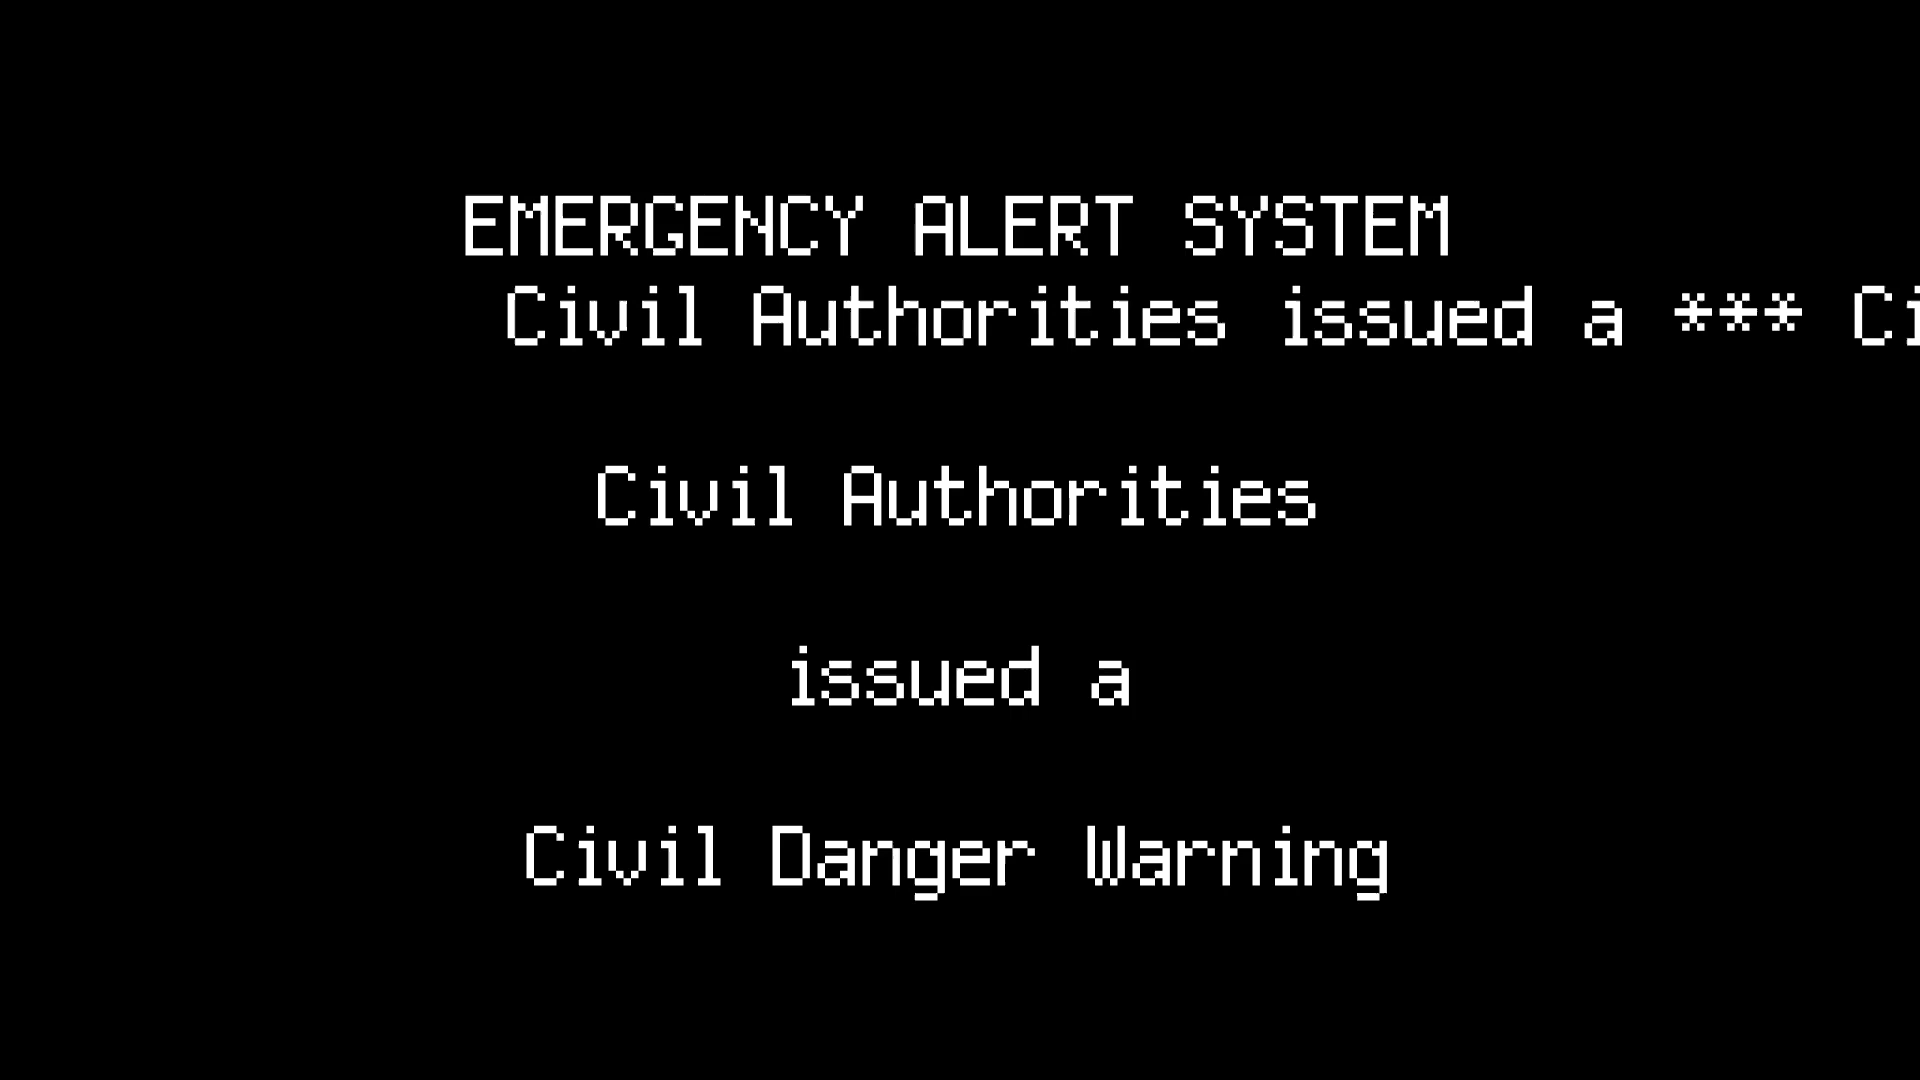 EMERGENCY ALERT SYSTEM
Civil Authorities issued a *** Ci
Civil Authorities
issued a
Civil Danger Warning